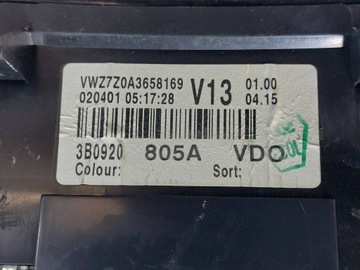 VWZ7Z0A3658169 V13 01.00
020401 05:17:28 04.15
3B0920 805A VDO
Colour: Sort: